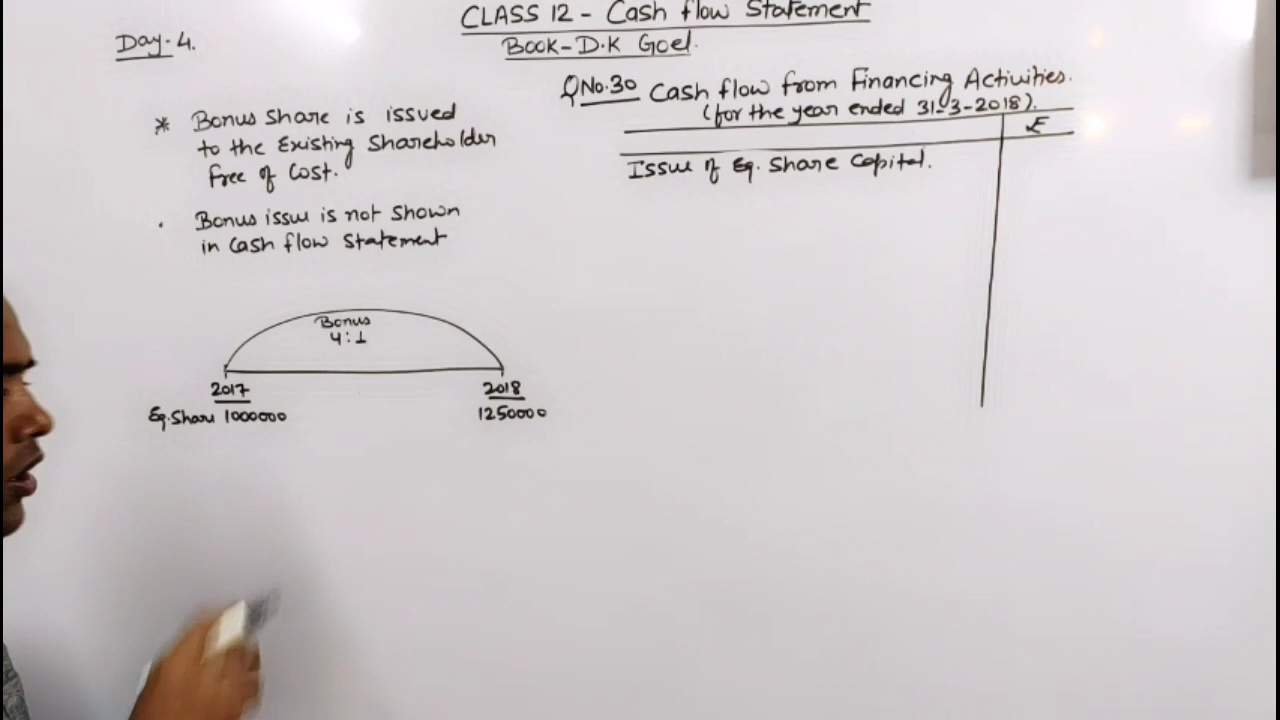 CLASS 12 - Cash flow Statement
Day-4.
Book-D.K Goel.
QNo.30 Cash flow from Financing Activities.
(for the year ended 31-3-2018).
₹
* Bonus share is issued
to the Existing Shareholder
free of Cost.
Issue of Eq. Share Capital.
. Bonus issue is not shown
in Cash flow Statement
Bonus
4:1
2017
2018
Eq.Share 1000000
1250000